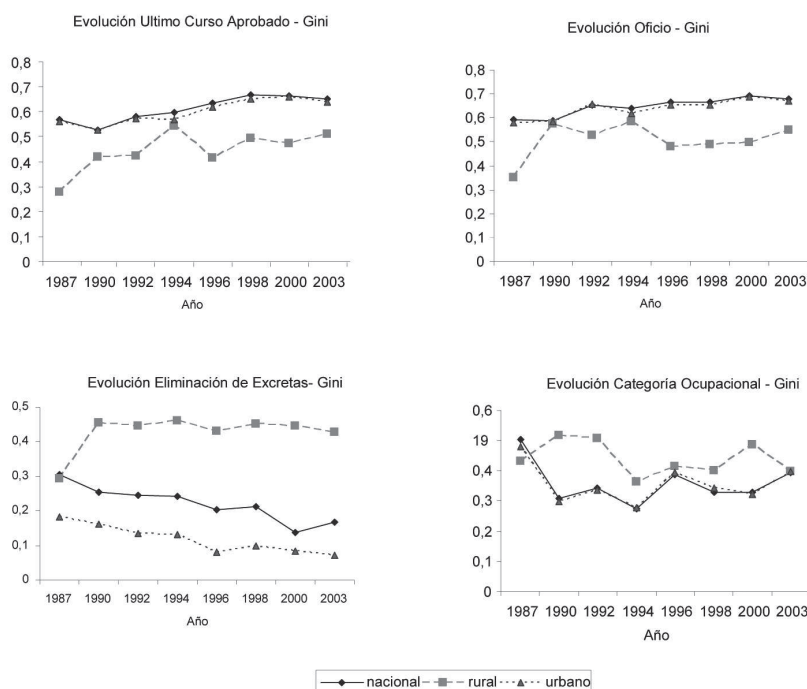 Evolución Ultimo Curso Aprobado - Gini
0,8
0,7
0,6
0,5
0,4
0,3
0,2
0,1
0
1987 1990 1992 1994 1996 1998 2000 2003
Año
Evolución Oficio - Gini
0,8
0,7
0,6
0,5
0,4
0,3
0,2
0,1
0
1987 1990 1992 1994 1996 1998 2000 2003
Año
Evolución Eliminación de Excretas- Gini
0,5
0,4
0,3
0,2
0,1
0
1987 1990 1992 1994 1996 1998 2000 2003
Año
Evolución Categoría Ocupacional - Gini
0,6
19
0,4
0,3
0,2
0,1
0
1987 1990 1992 1994 1996 1998 2000 2003
Año
nacional rural urbano